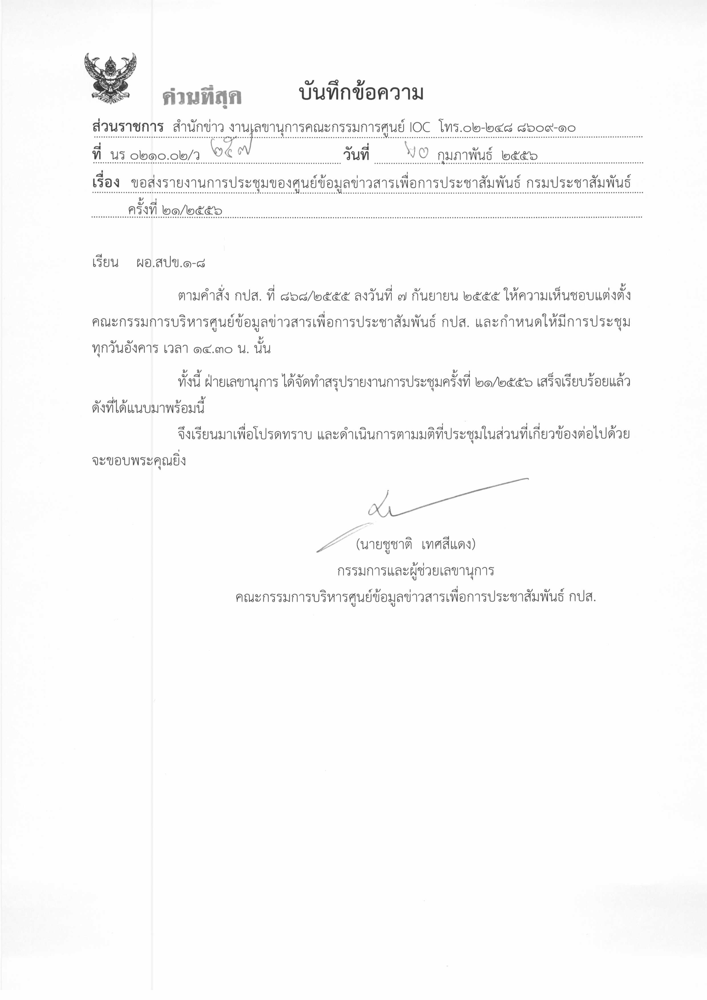 ด่วนที่สุด
บันทึกข้อความ
ส่วนราชการ สำนักข่าว งานเลขานุการคณะกรรมการศูนย์ IOC โทร.๐๒-๒๔๘ ๘๖๐๙-๑๐
ที่ นร ๐๒๑๐.๐๒/ว ๒๕๗ วันที่ ๒๐ กุมภาพันธ์ ๒๕๕๖
เรื่อง ขอส่งรายงานการประชุมของศูนย์ข้อมูลข่าวสารเพื่อการประชาสัมพันธ์ กรมประชาสัมพันธ์
ครั้งที่ ๒๑/๒๕๕๖
เรียน ผอ.สปข.๑-๘
ตามคำสั่ง กปส. ที่ ๘๖๘/๒๕๕๕ ลงวันที่ ๗ กันยายน ๒๕๕๕ ให้ความเห็นชอบแต่งตั้ง
คณะกรรมการบริหารศูนย์ข้อมูลข่าวสารเพื่อการประชาสัมพันธ์ กปส. และกำหนดให้มีการประชุม
ทุกวันอังคาร เวลา ๑๔.๓๐ น. นั้น
ทั้งนี้ ฝ่ายเลขานุการ ได้จัดทำสรุปรายงานการประชุมครั้งที่ ๒๑/๒๕๕๖ เสร็จเรียบร้อยแล้ว
ดังที่ได้แนบมาพร้อมนี้
จึงเรียนมาเพื่อโปรดทราบ และดำเนินการตามมติที่ประชุมในส่วนที่เกี่ยวข้องต่อไปด้วย
จะขอบพระคุณยิ่ง
(นายชูชาติ เทศสีแดง)
กรรมการและผู้ช่วยเลขานุการ
คณะกรรมการบริหารศูนย์ข้อมูลข่าวสารเพื่อการประชาสัมพันธ์ กปส.